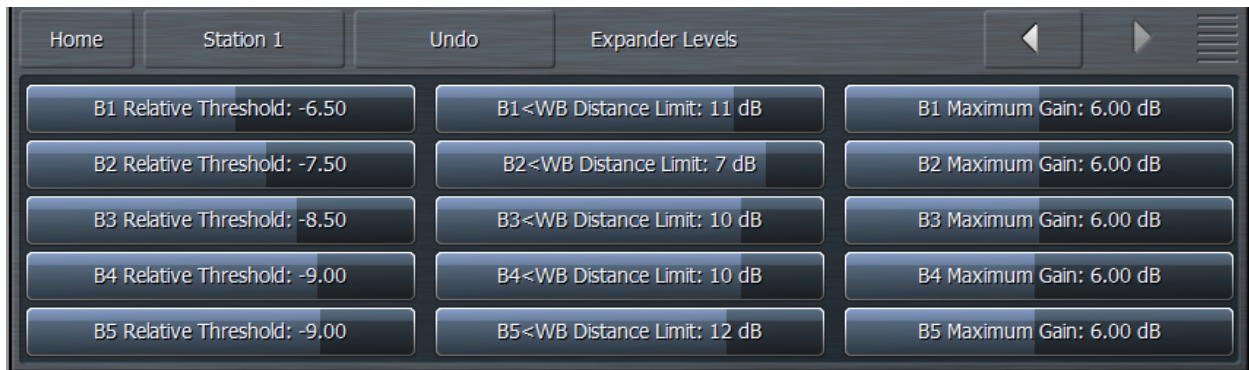 Home Station 1 Undo Expander Levels
B1 Relative Threshold: -6.50 B1<WB Distance Limit: 11 dB B1 Maximum Gain: 6.00 dB
B2 Relative Threshold: -7.50 B2<WB Distance Limit: 7 dB B2 Maximum Gain: 6.00 dB
B3 Relative Threshold: -8.50 B3<WB Distance Limit: 10 dB B3 Maximum Gain: 6.00 dB
B4 Relative Threshold: -9.00 B4<WB Distance Limit: 10 dB B4 Maximum Gain: 6.00 dB
B5 Relative Threshold: -9.00 B5<WB Distance Limit: 12 dB B5 Maximum Gain: 6.00 dB